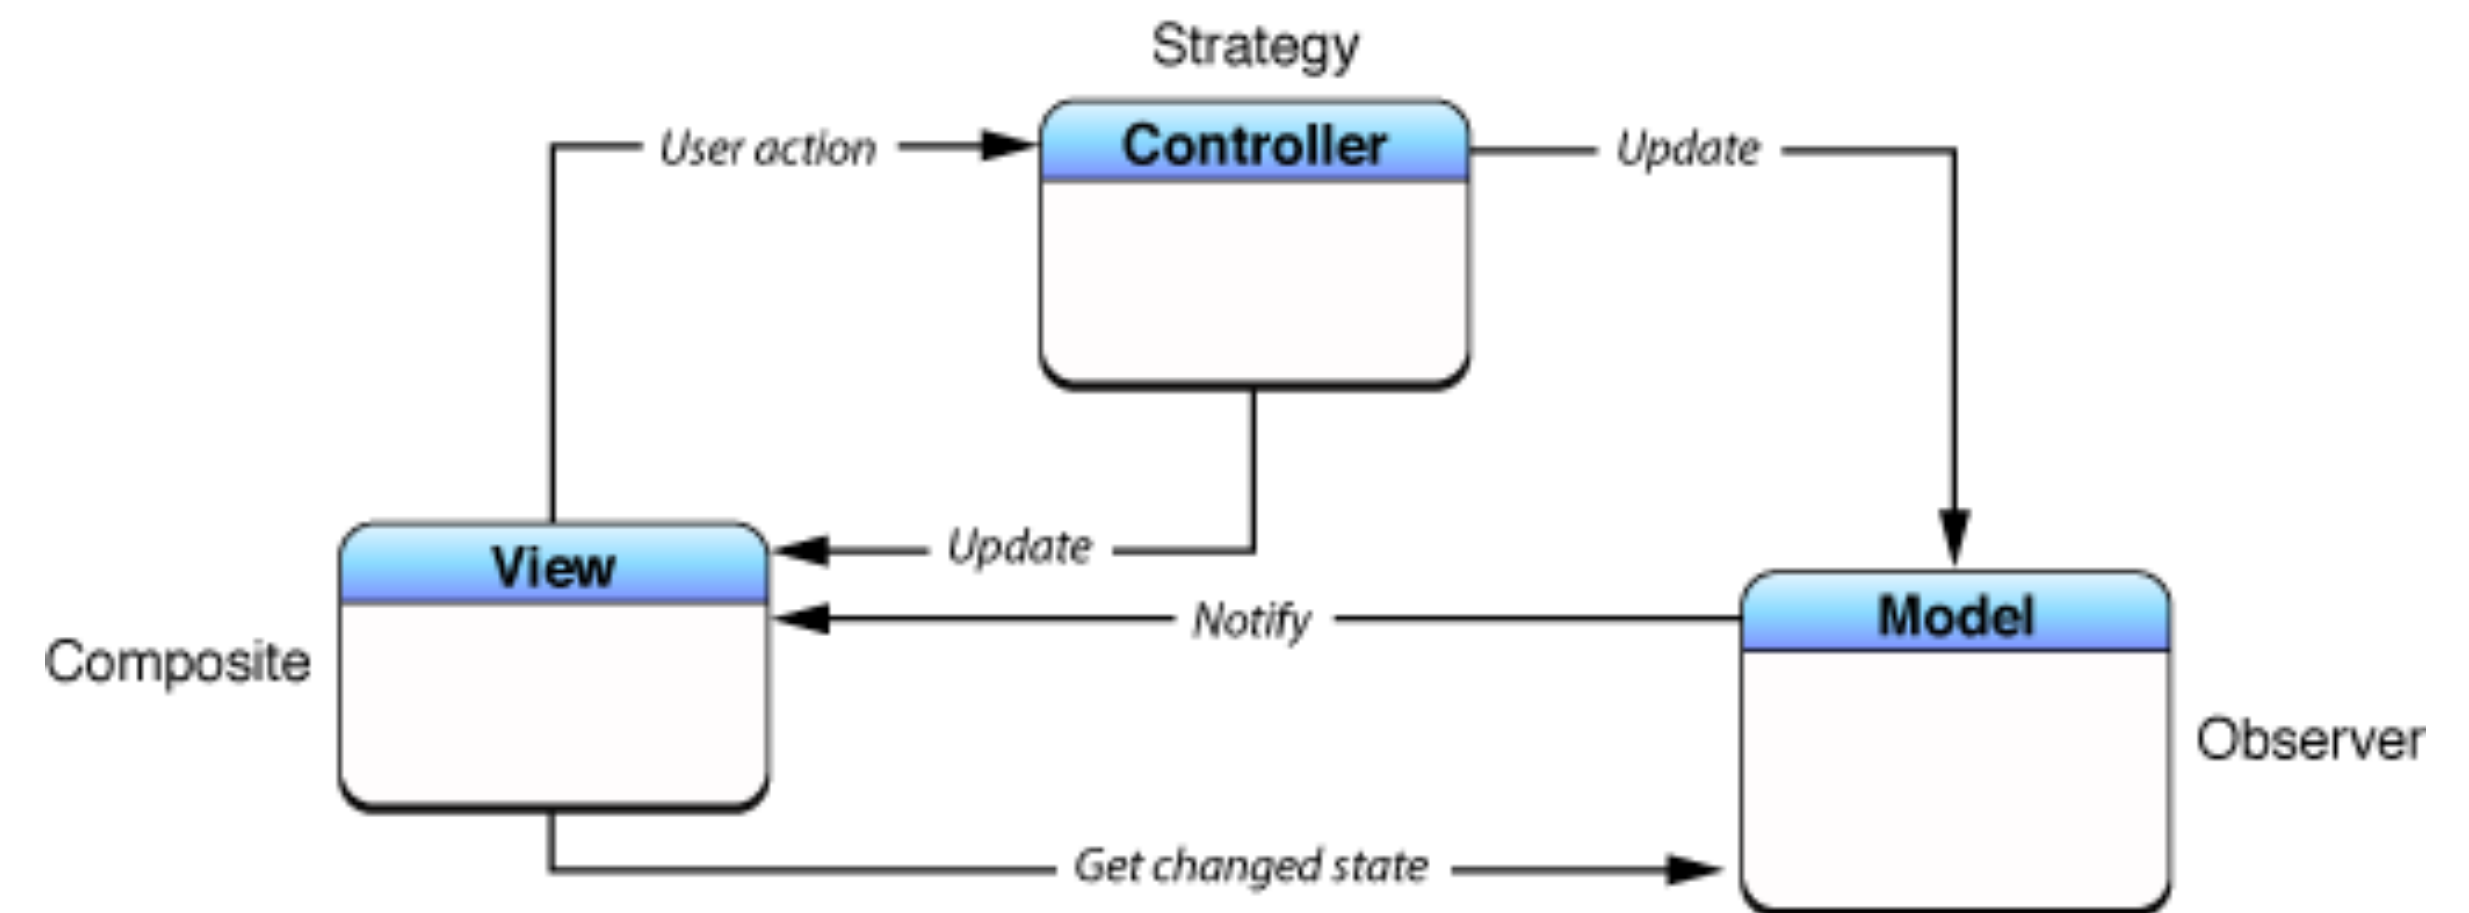 Strategy
User action
Controller
Update
View
Update
Notify
Model
Composite
Observer
Get changed state